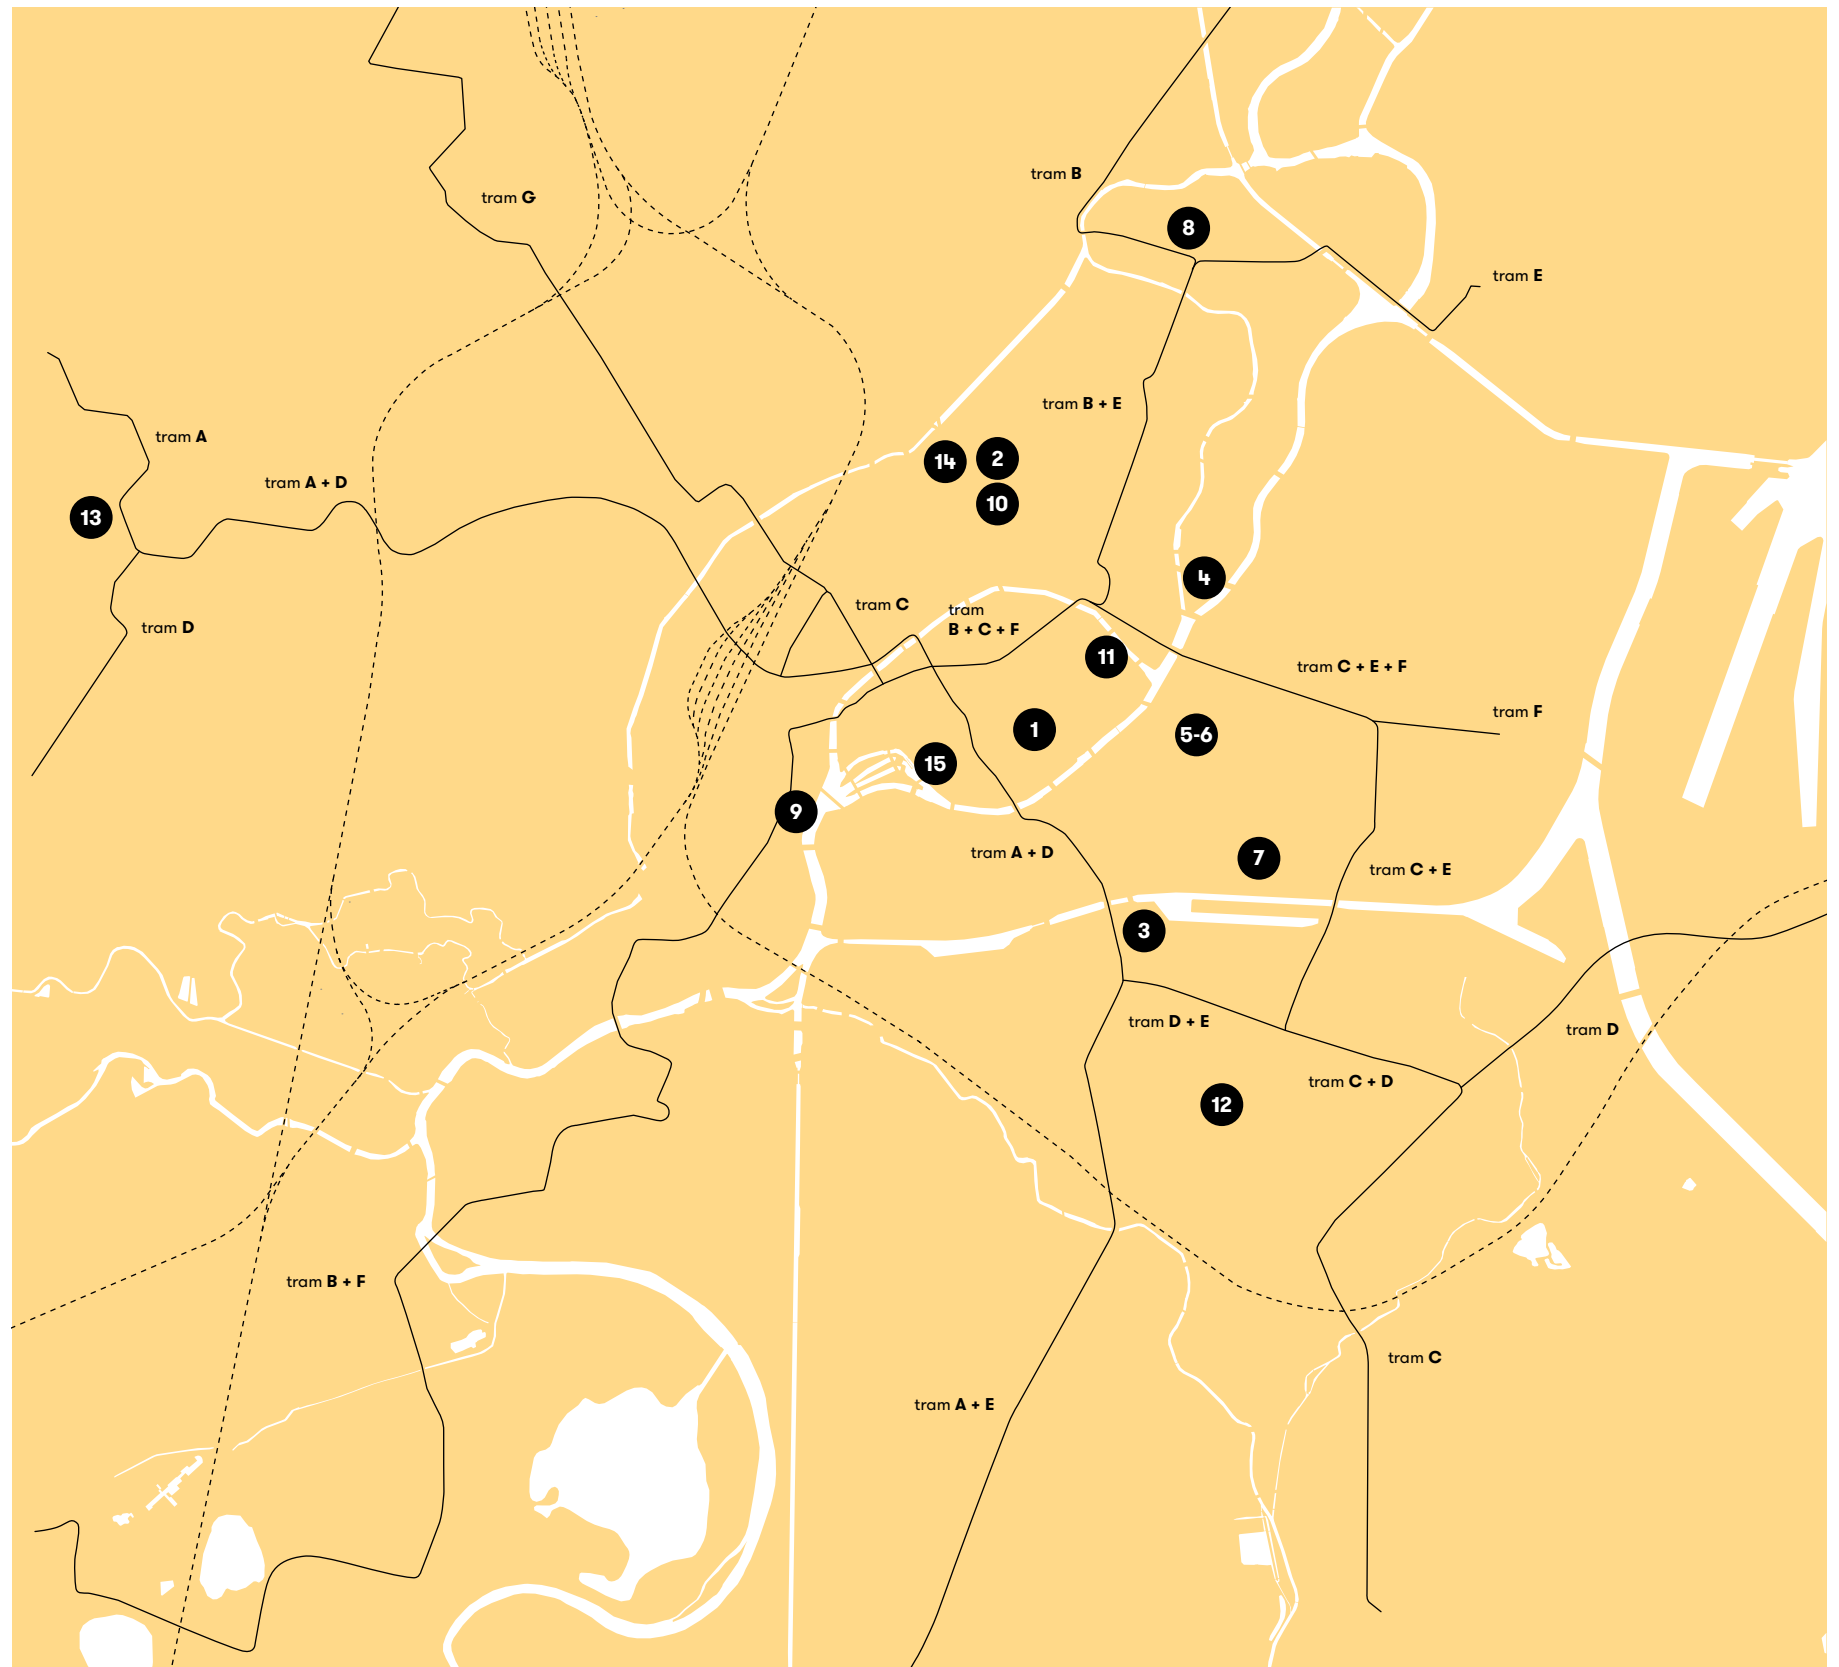 tram B
tram G
8
tram E
tram B + E
tram A
14
2
tram A + D
10
13
4
tram C
tram
B + C + F
tram D
11
tram C + E + F
tram F
1
5-6
15
9
tram A + D
7
tram C + E
3
tram D + E
tram D
tram C + D
12
tram B + F
tram C
tram A + E